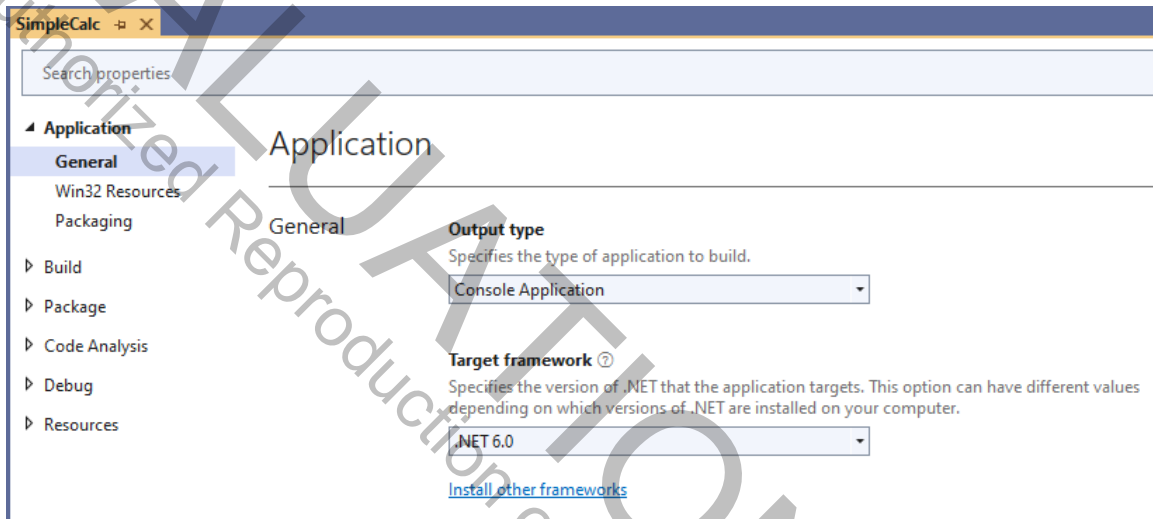 SimpleCalc
Search properties
Application
General
Win32 Resources
Packaging
Build
Package
Code Analysis
Debug
Resources
Application
General
Output type
Specifies the type of application to build.
Console Application
Target framework
Specifies the version of .NET that the application targets. This option can have different values
depending on which versions of .NET are installed on your computer.
.NET 6.0
Install other frameworks
Reproduction